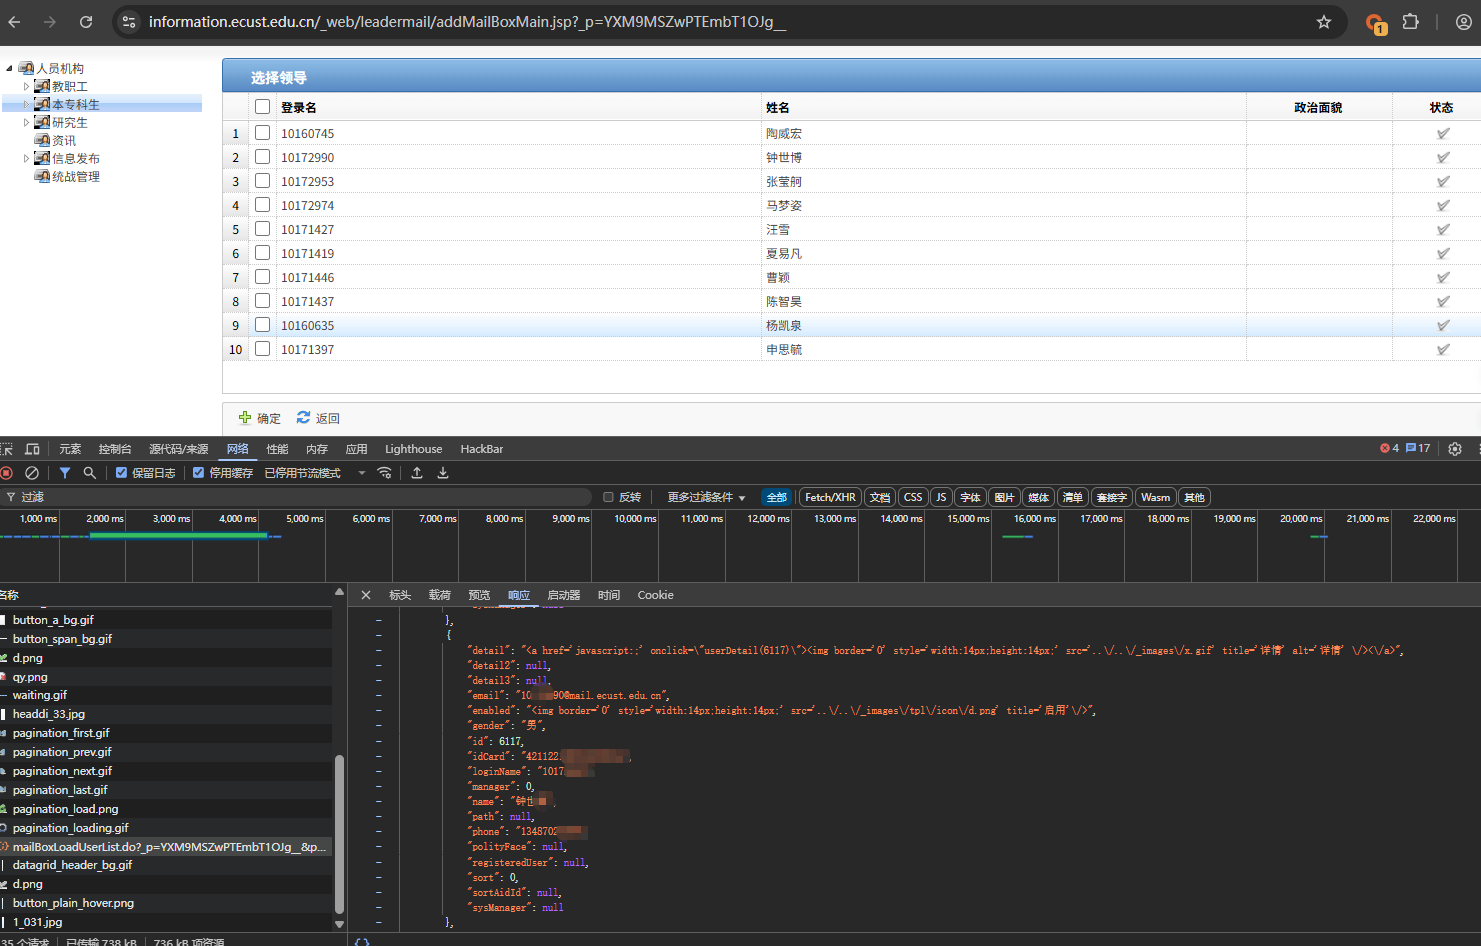 information.ecust.edu.cn/_web/leadermail/addMailBoxMain.jsp?_p=YXM9MSZwPTEmbT1OJg__
1
人员机构
教职工
本专科生
研究生
资讯
信息发布
统战管理
选择领导
登录名 姓名 政治面貌 状态
1 10160745 陶威宏
2 10172990 钟世博
3 10172953 张莹舸
4 10172974 马梦姿
5 10171427 汪雪
6 10171419 夏易凡
7 10171446 曹颖
8 10171437 陈智昊
9 10160635 杨凯泉
10 10171397 申思毓
确定 返回
元素 控制台 源代码/来源 网络 性能 内存 应用 Lighthouse HackBar 4 17
保留日志 停用缓存 已停用节流模式
过滤 反转 更多过滤条件 全部 Fetch/XHR 文档 CSS JS 字体 图片 媒体 清单 套接字 Wasm 其他
1,000 ms 2,000 ms 3,000 ms 4,000 ms 5,000 ms 6,000 ms 7,000 ms 8,000 ms 9,000 ms 10,000 ms 11,000 ms 12,000 ms 13,000 ms 14,000 ms 15,000 ms 16,000 ms 17,000 ms 18,000 ms 19,000 ms 20,000 ms 21,000 ms 22,000 ms
名称
button_a_bg.gif
button_span_bg.gif
d.png
qy.png
waiting.gif
headdi_33.jpg
pagination_first.gif
pagination_prev.gif
pagination_next.gif
pagination_last.gif
pagination_load.png
pagination_loading.gif
mailBoxLoadUserList.do?_p=YXM9MSZwPTEmbT1OJg__&p...
datagrid_header_bg.gif
d.png
button_plain_hover.png
1_031.jpg
35 个请求 已传输 738 kB 736 kB 项资源
标头 载荷 预览 响应 启动器 时间 Cookie
},
{
"detail": "<a href='javascript:;' onclick=\"userDetail(6117)\"><img border='0' style='width:14px;height:14px;' src='..\/..\/_images\/x.gif' title='详情' alt='详情' \/><\/a>",
"detail2": null,
"detail3": null,
"email": "10 90@mail.ecust.edu.cn",
"enabled": "<img border='0' style='width:14px;height:14px;' src='..\/..\/_images\/tpl\/icon\/d.png' title='启用'\/>",
"gender": "男",
"id": 6117,
"idCard": "421122
"loginName": "1017
"manager": 0,
"name": "钟世
"path": null,
"phone": "1348702
"polityFace": null,
"registeredUser": null,
"sort": 0,
"sortAidId": null,
"sysManager": null
},
{}